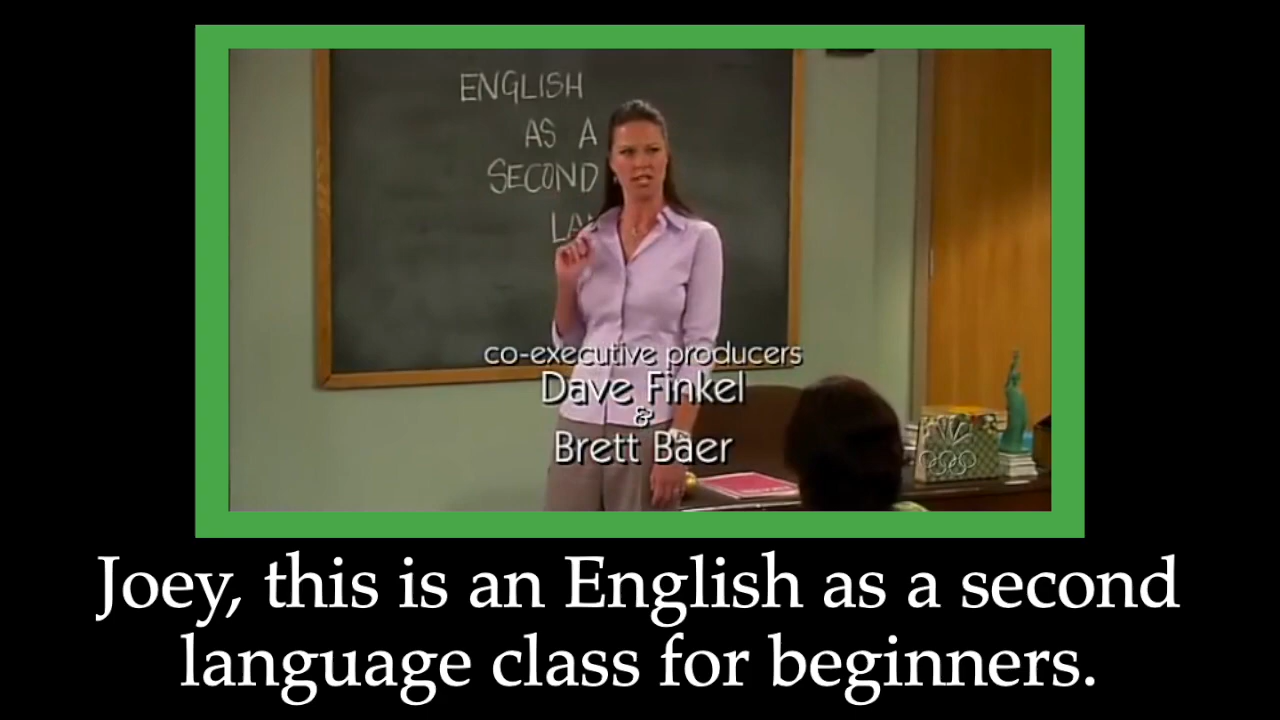 ENGLISH
AS A
SECOND
co-executive producers
Dave Finkel
&
Brett Baer
Joey, this is an English as a second
language class for beginners.